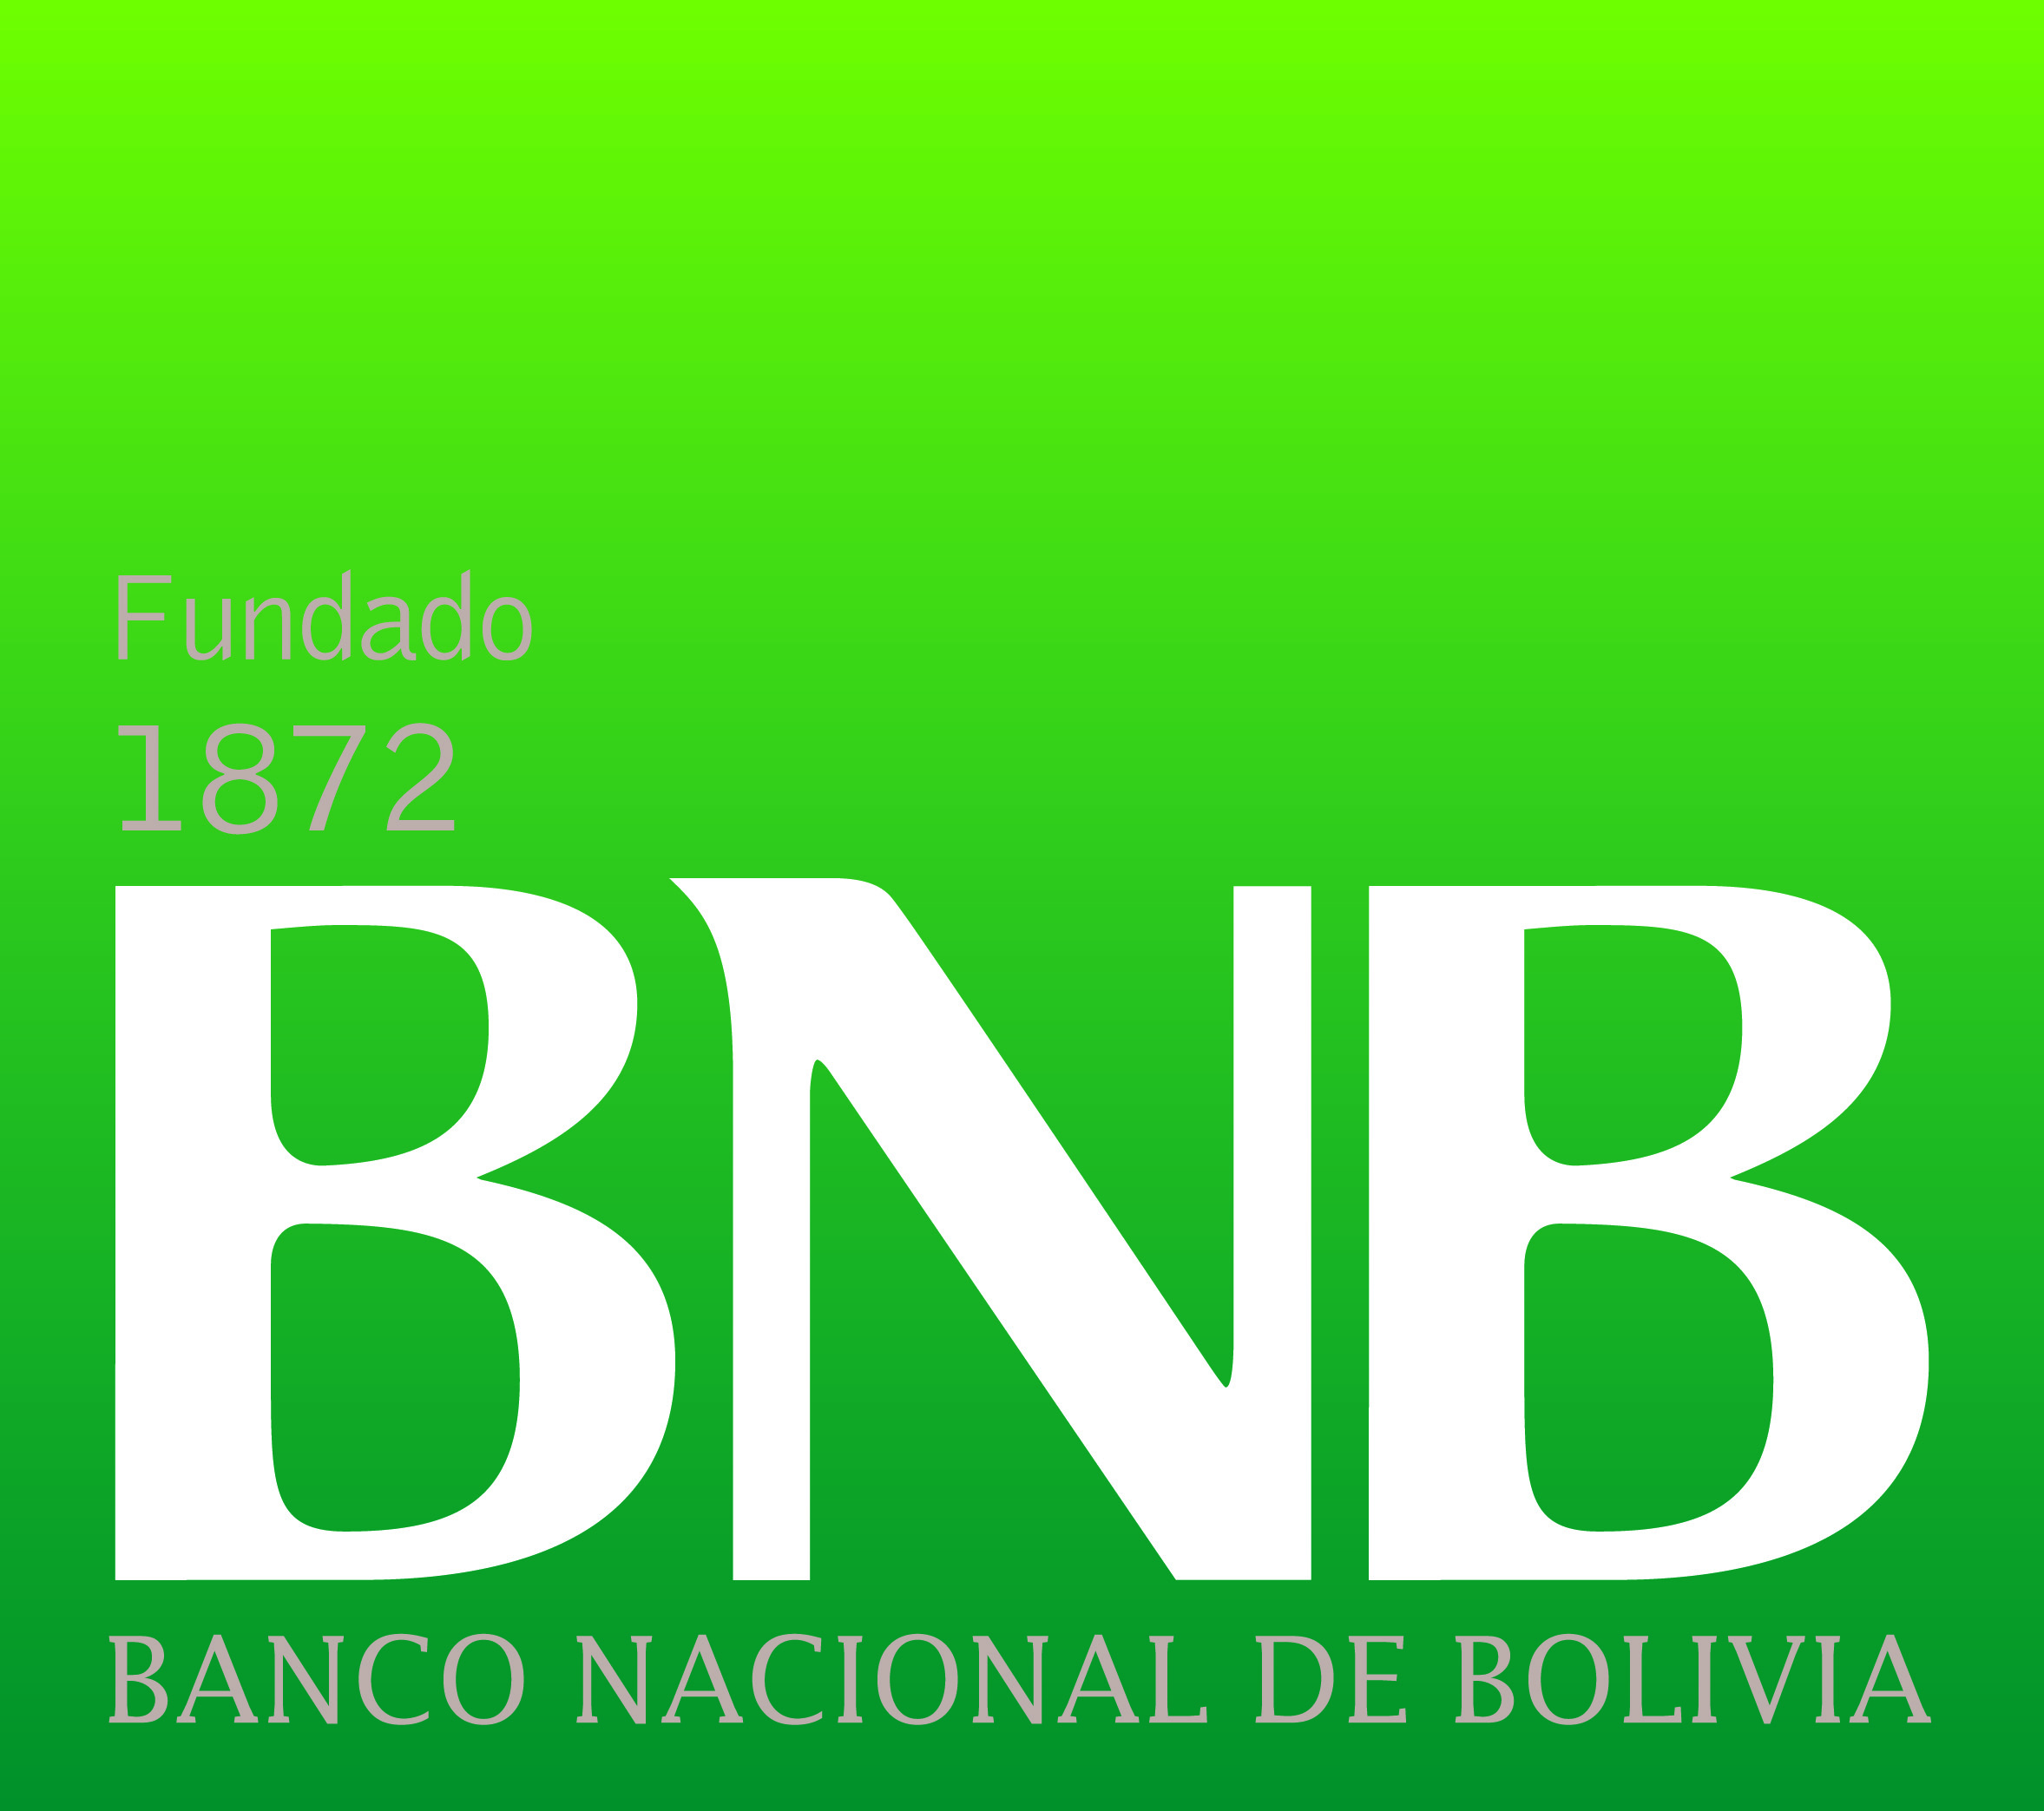 Fundado
1872
BNB
BANCO NACIONAL DE BOLIVIA